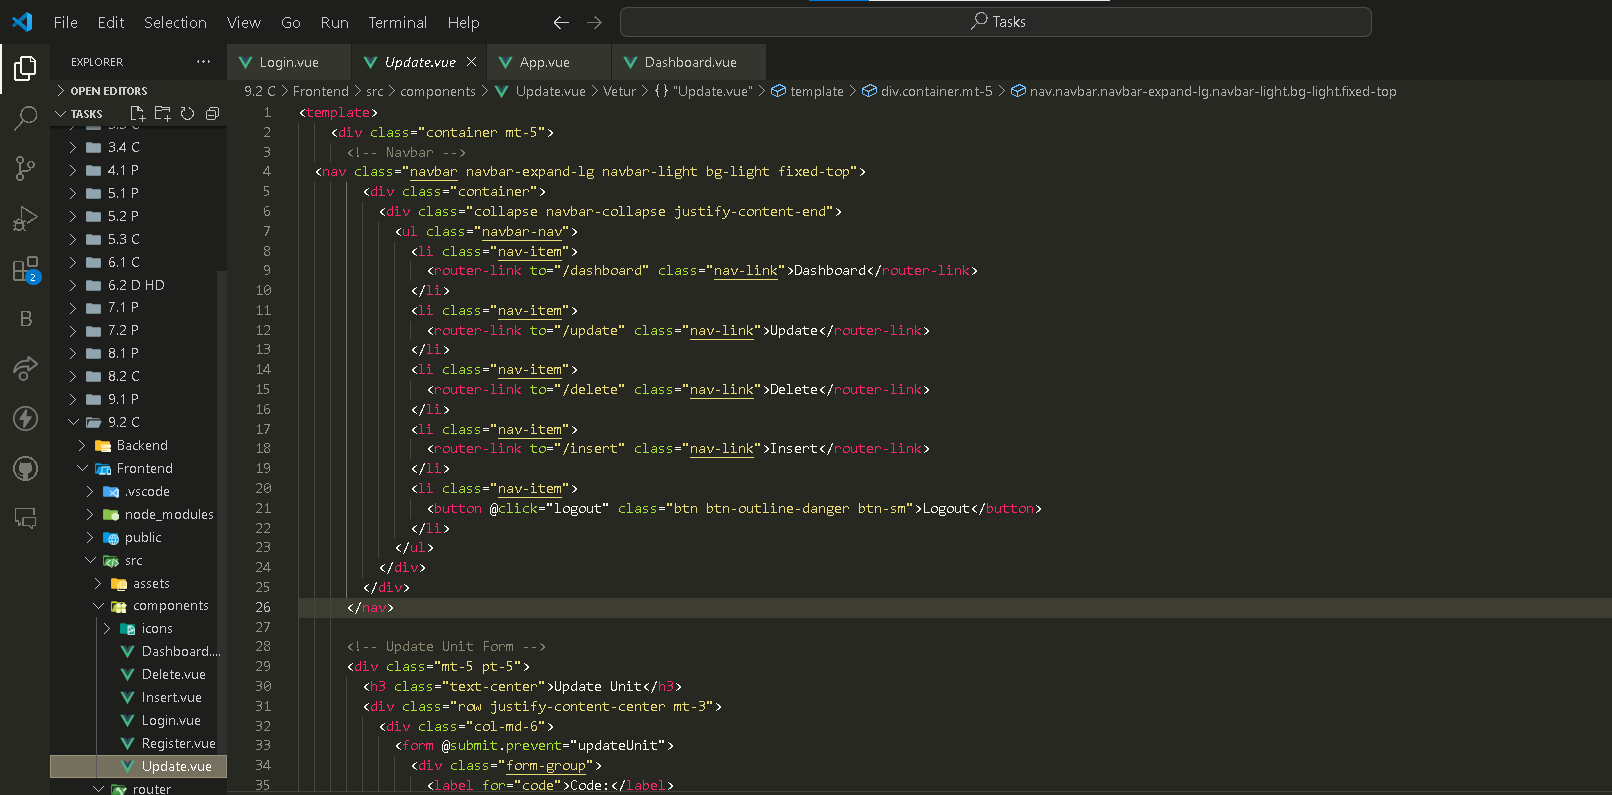 File Edit Selection View Go Run Terminal Help
Tasks
EXPLORER
Login.vue
Update.vue
App.vue
Dashboard.vue
OPEN EDITORS
9.2 C > Frontend > src > components > Update.vue > Vetur > {} "Update.vue" > template > div.container.mt-5 > nav.navbar.navbar-expand-lg.navbar-light.bg-light.fixed-top
TASKS
3.3 C
3.4 C
4.1 P
5.1 P
5.2 P
5.3 C
6.1 C
6.2 D HD
7.1 P
7.2 P
8.1 P
8.2 C
9.1 P
9.2 C
Backend
Frontend
.vscode
node_modules
public
src
assets
components
icons
Dashboard....
Delete.vue
Insert.vue
Login.vue
Register.vue
Update.vue
router
2
B
1 <template>
2 <div class="container mt-5">
3 <!-- Navbar -->
4 <nav class="navbar navbar-expand-lg navbar-light bg-light fixed-top">
5 <div class="container">
6 <div class="collapse navbar-collapse justify-content-end">
7 <ul class="navbar-nav">
8 <li class="nav-item">
9 <router-link to="/dashboard" class="nav-link">Dashboard</router-link>
10 </li>
11 <li class="nav-item">
12 <router-link to="/update" class="nav-link">Update</router-link>
13 </li>
14 <li class="nav-item">
15 <router-link to="/delete" class="nav-link">Delete</router-link>
16 </li>
17 <li class="nav-item">
18 <router-link to="/insert" class="nav-link">Insert</router-link>
19 </li>
20 <li class="nav-item">
21 <button @click="logout" class="btn btn-outline-danger btn-sm">Logout</button>
22 </li>
23 </ul>
24 </div>
25 </div>
26 </nav>
27
28 <!-- Update Unit Form -->
29 <div class="mt-5 pt-5">
30 <h3 class="text-center">Update Unit</h3>
31 <div class="row justify-content-center mt-3">
32 <div class="col-md-6">
33 <form @submit.prevent="updateUnit">
34 <div class="form-group">
35 <label for="code">Code:</label>